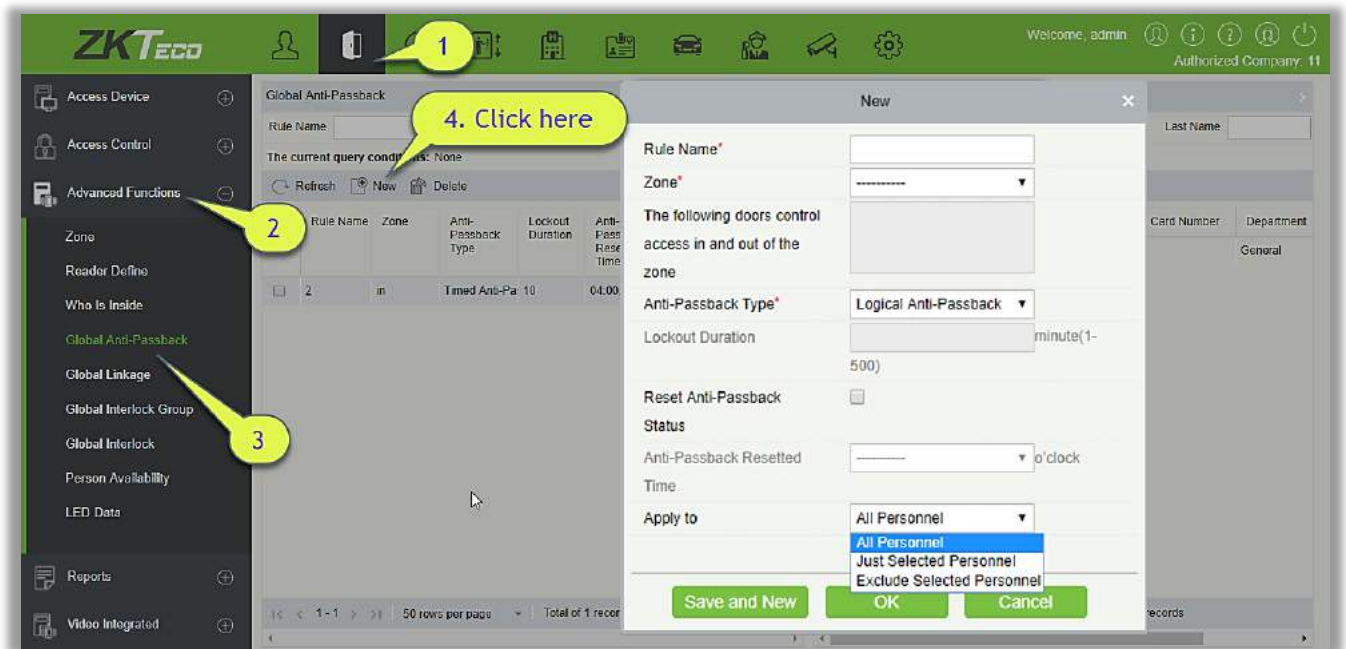 ZKTECO
1
Welcome, admin
Authorized Company: 11
Access Device
Access Control
Advanced Functions
2
Zone
Reader Define
Who Is Inside
Global Anti-Passback
Global Linkage
Global Interlock Group
3
Global Interlock
Person Availability
LED Data
Reports
Video Integrated
Global Anti-Passback
4. Click here
Rule Name
Last Name
The current query conditions: None
Refresh New Delete
Rule Name Zone Anti-Passback Type Lockout Duration Anti-
Card Number Department
General
2 in Timed Anti-Pa 10 04:00
1-1 50 rows per page Total of 1 recor
records
New
Rule Name*
Zone* ----------
The following doors control
access in and out of the
zone
Anti-Passback Type* Logical Anti-Passback
Lockout Duration minute(1-
500)
Reset Anti-Passback
Status
Anti-Passback Resetted ---------- o'clock
Time
Apply to All Personnel
All Personnel
Just Selected Personnel
Exclude Selected Personnel
Save and New OK Cancel